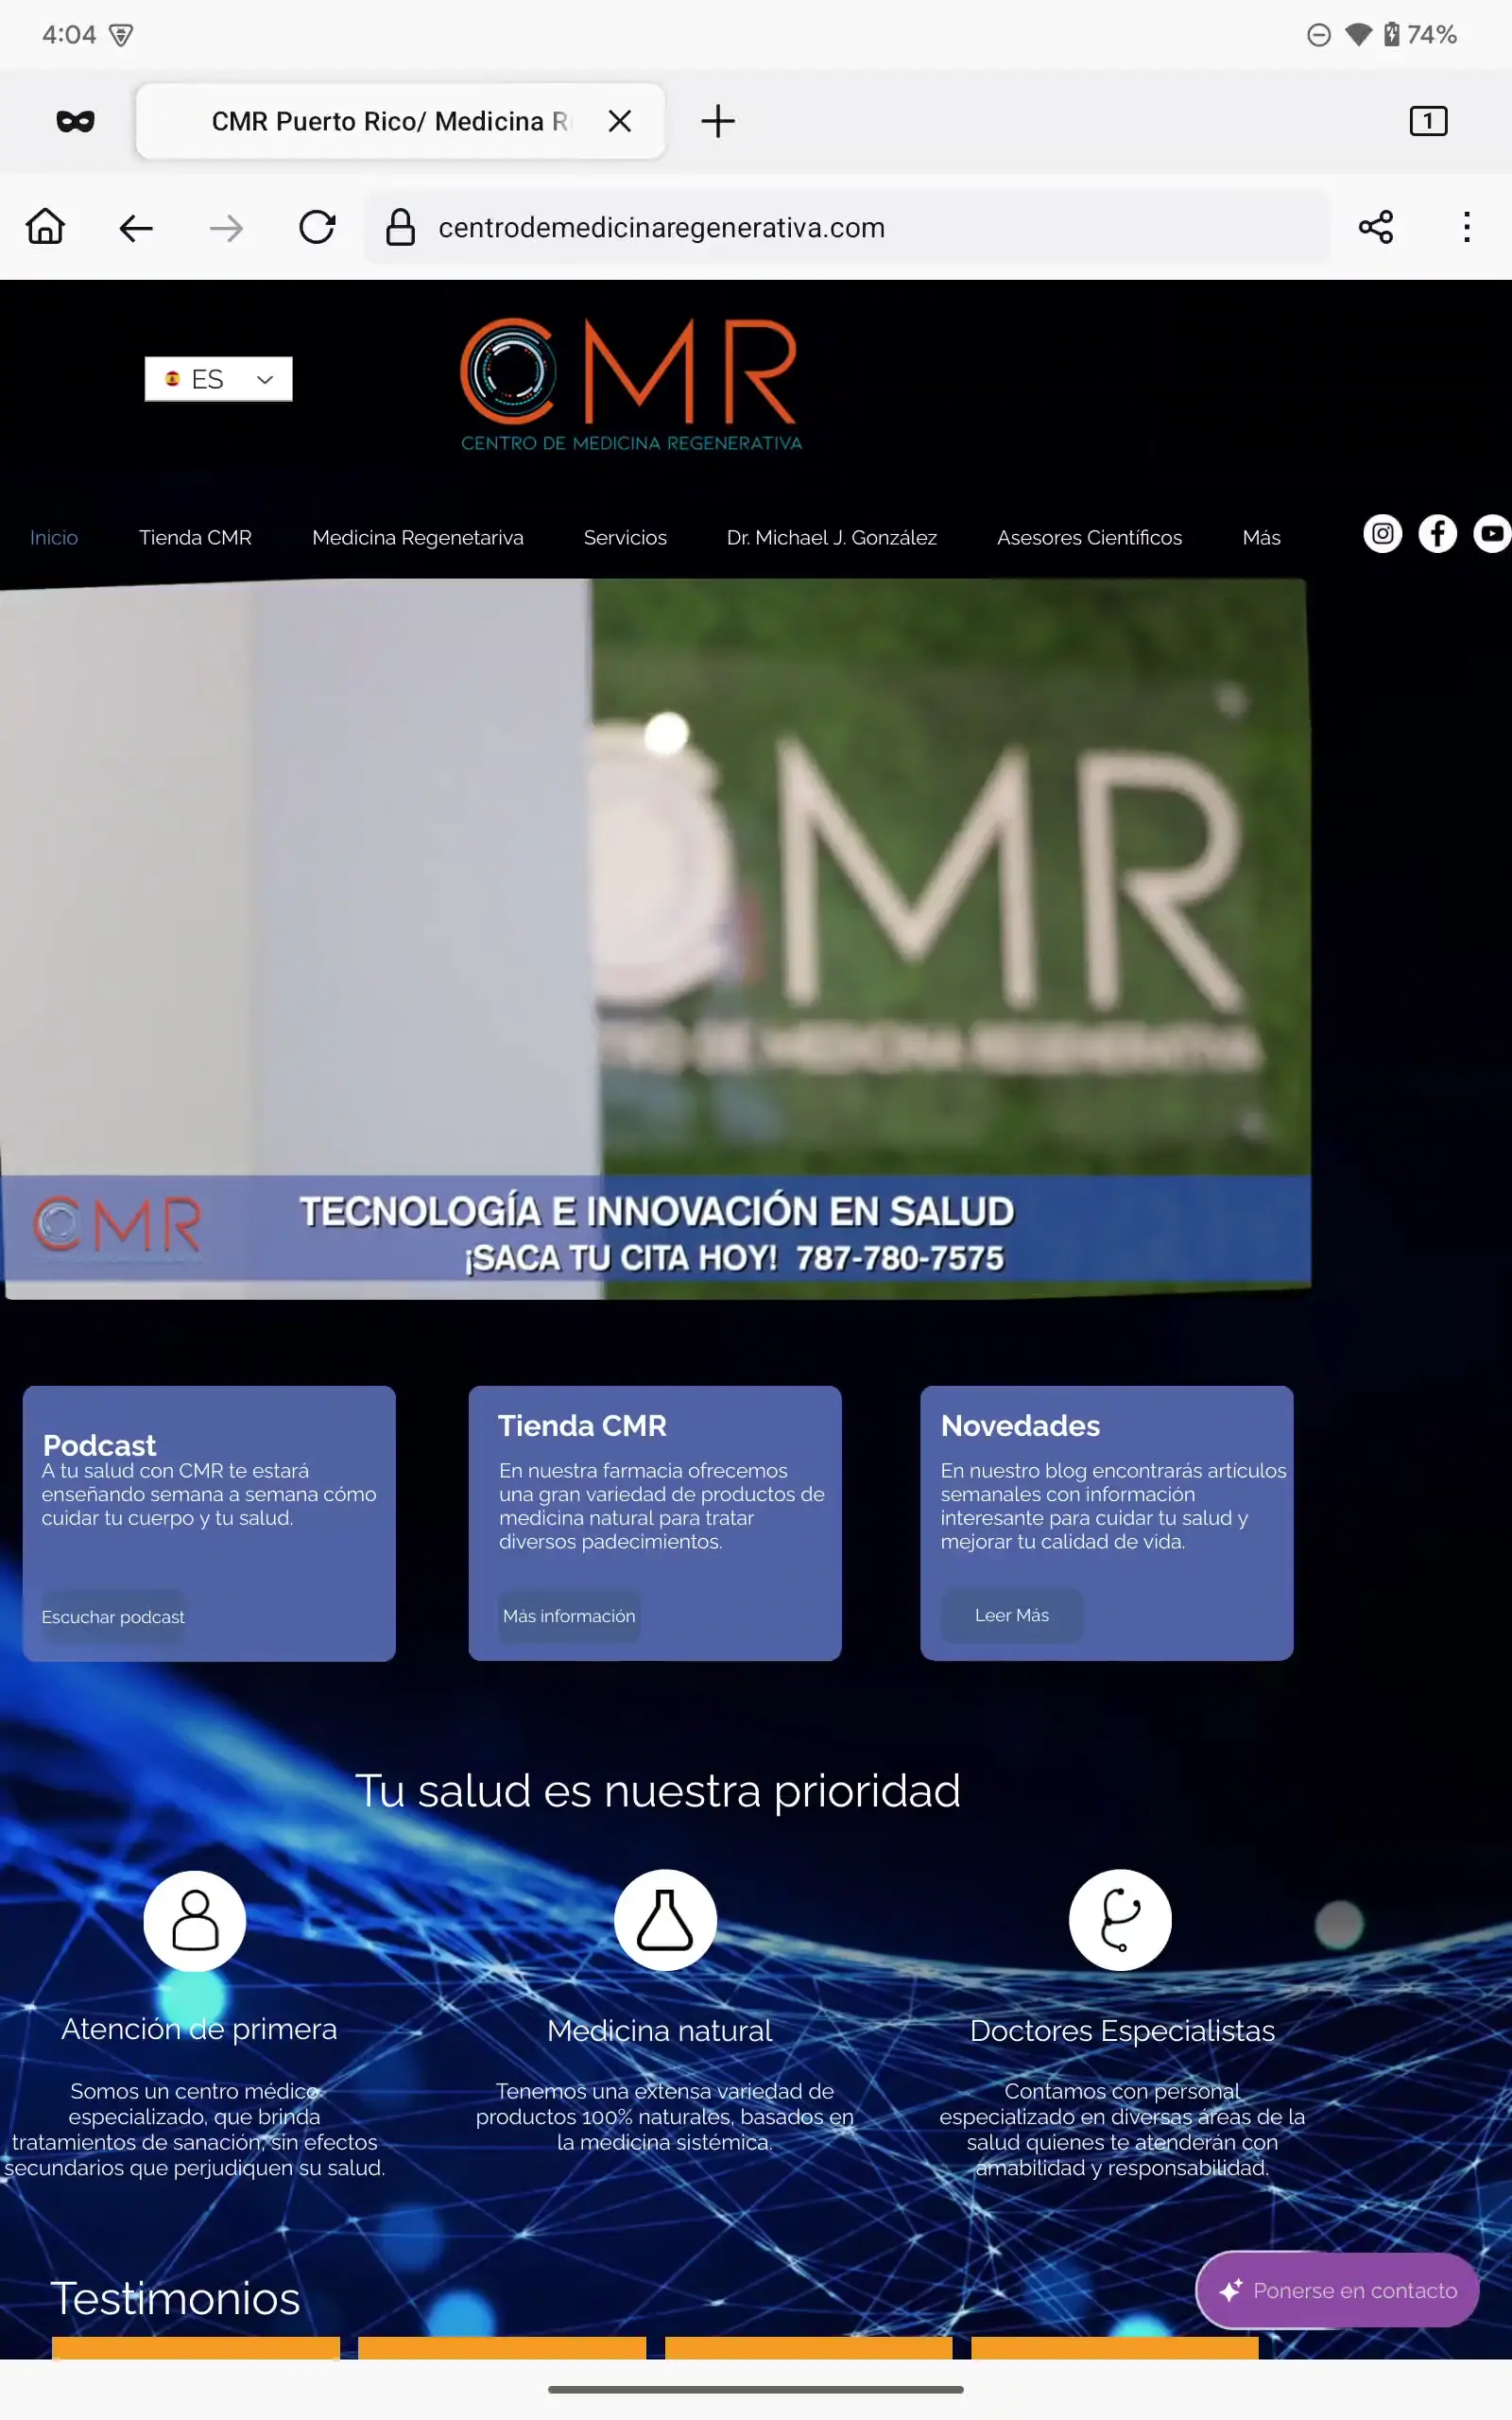 4:04
74%
CMR Puerto Rico/ Medicina R
1
centrodemedicinaregenerativa.com
ES
CMR
CENTRO DE MEDICINA REGENERATIVA
Inicio
Tienda CMR
Medicina Regenetariva
Servicios
Dr. Michael J. González
Asesores Científicos
Más
CMR
DE MEDICINA REGENERATIVA
CMR
TECNOLOGÍA E INNOVACIÓN EN SALUD
¡SACA TU CITA HOY! 787-780-7575
Podcast
A tu salud con CMR te estará
enseñando semana a semana cómo
cuidar tu cuerpo y tu salud.
Escuchar podcast
Tienda CMR
En nuestra farmacia ofrecemos
una gran variedad de productos de
medicina natural para tratar
diversos padecimientos.
Más información
Novedades
En nuestro blog encontrarás artículos
semanales con información
interesante para cuidar tu salud y
mejorar tu calidad de vida.
Leer Más
Tu salud es nuestra prioridad
Atención de primera
Somos un centro médico
especializado, que brinda
tratamientos de sanación, sin efectos
secundarios que perjudiquen su salud.
Medicina natural
Tenemos una extensa variedad de
productos 100% naturales, basados en
la medicina sistémica.
Doctores Especialistas
Contamos con personal
especializado en diversas áreas de la
salud quienes te atenderán con
amabilidad y responsabilidad.
Testimonios
Ponerse en contacto